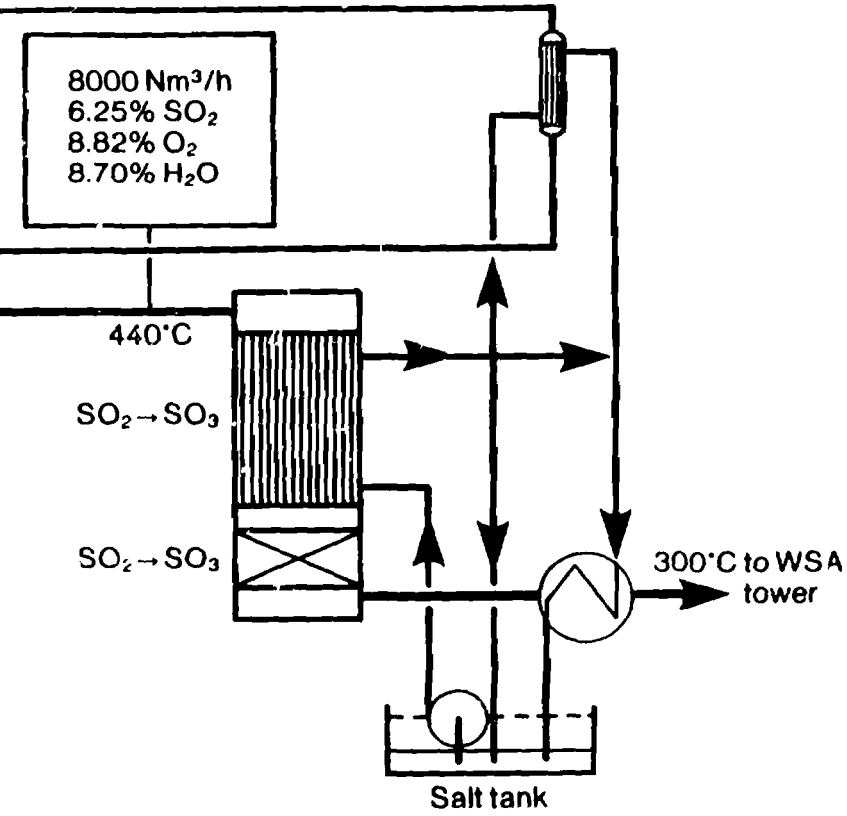 8000 Nm³/h
6.25% SO₂
8.82% O₂
8.70% H₂O
440°C
SO₂→SO₃
SO₂→SO₃
300°C to WSA
tower
Salt tank